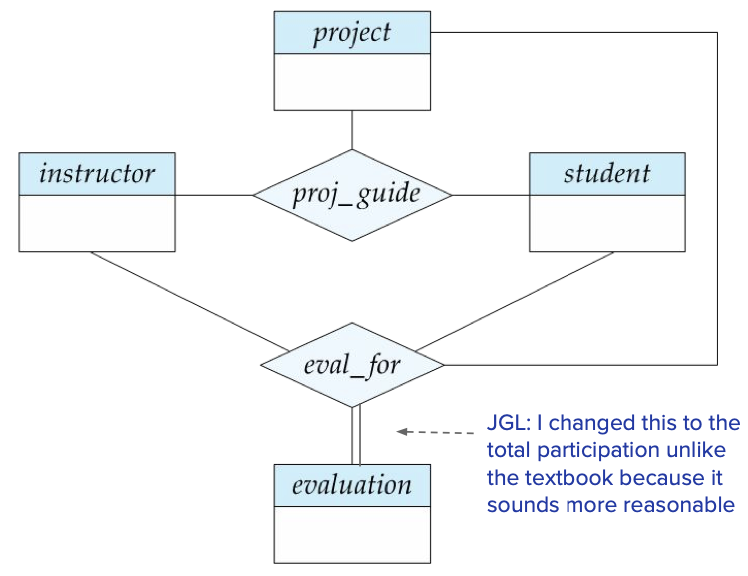 project
instructor
proj_guide
student
eval_for
JGL: I changed this to the
total participation unlike
the textbook because it
sounds more reasonable
evaluation